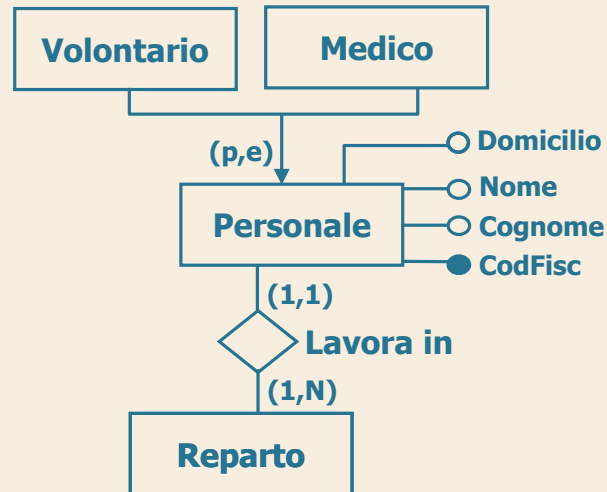 Volontario
Medico
(p,e)
Domicilio
Nome
Personale
Cognome
CodFisc
(1,1)
Lavora in
(1,N)
Reparto